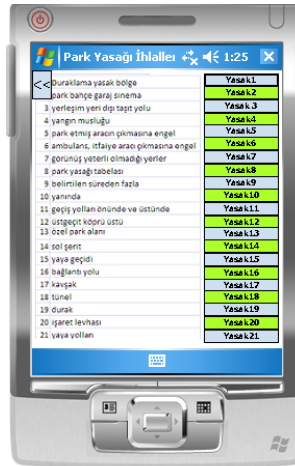 Park Yasağı İhlaller 1:25
<< Duraklama yasak bölge Yasak1
park bahçe garaj sinema Yasak2
3 yerleşim yeri dışı taşıt yolu Yasak 3
4 yangın musluğu Yasak4
5 park etmiş aracın çıkmasına engel Yasak5
6 ambulans, itfaiye aracı çıkmasına engel Yasak6
7 görünüş yeterli olmadığı yerler Yasak7
8 park yasağı tabelası Yasak8
9 belirtilen süreden fazla Yasak9
10 yanında Yasak10
11 geçiş yolları önünde ve üstünde Yasak11
12 üstgeçit köprü üstü Yasak12
13 özel park alanı Yasak13
14 sol şerit Yasak14
15 yaya geçidi Yasak15
16 bağlantı yolu Yasak16
17 kavşak Yasak17
18 tünel Yasak18
19 durak Yasak19
20 işaret levhası Yasak20
21 yaya yolları Yasak21